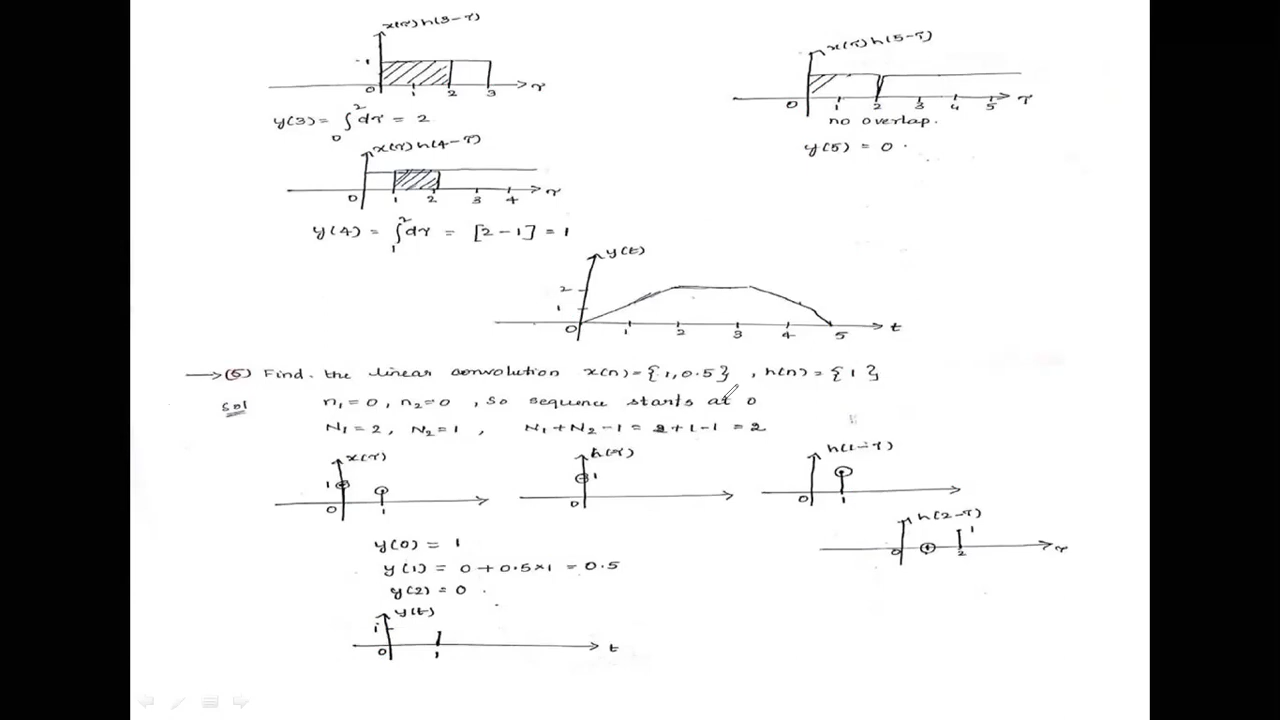 x(τ)h(3-τ)
1
0 1 2 3 τ
y(3) = ∫₀² dτ = 2
x(τ)h(4-τ)
0 1 2 3 4 τ
y(4) = ∫₁² dτ = [2-1] = 1
x(τ)h(5-τ)
0 1 2 3 4 5 τ
no overlap.
y(5) = 0.
y(t)
2
1
0 1 2 3 4 5 t
→(5) Find. the linear convolution x(n)={1,0.5}, h(n)={1}
Sol n₁=0, n₂=0, so sequence starts at 0
N₁=2, N₂=1, N₁+N₂-1=2+1-1=2
x(τ)
1
0 1
h(τ)
1
0
h(1-τ)
0 1
h(2-τ)
1
0 2 τ
y(0) = 1
y(1) = 0+0.5×1 = 0.5
y(2)=0.
y(t)
1
0 1 t